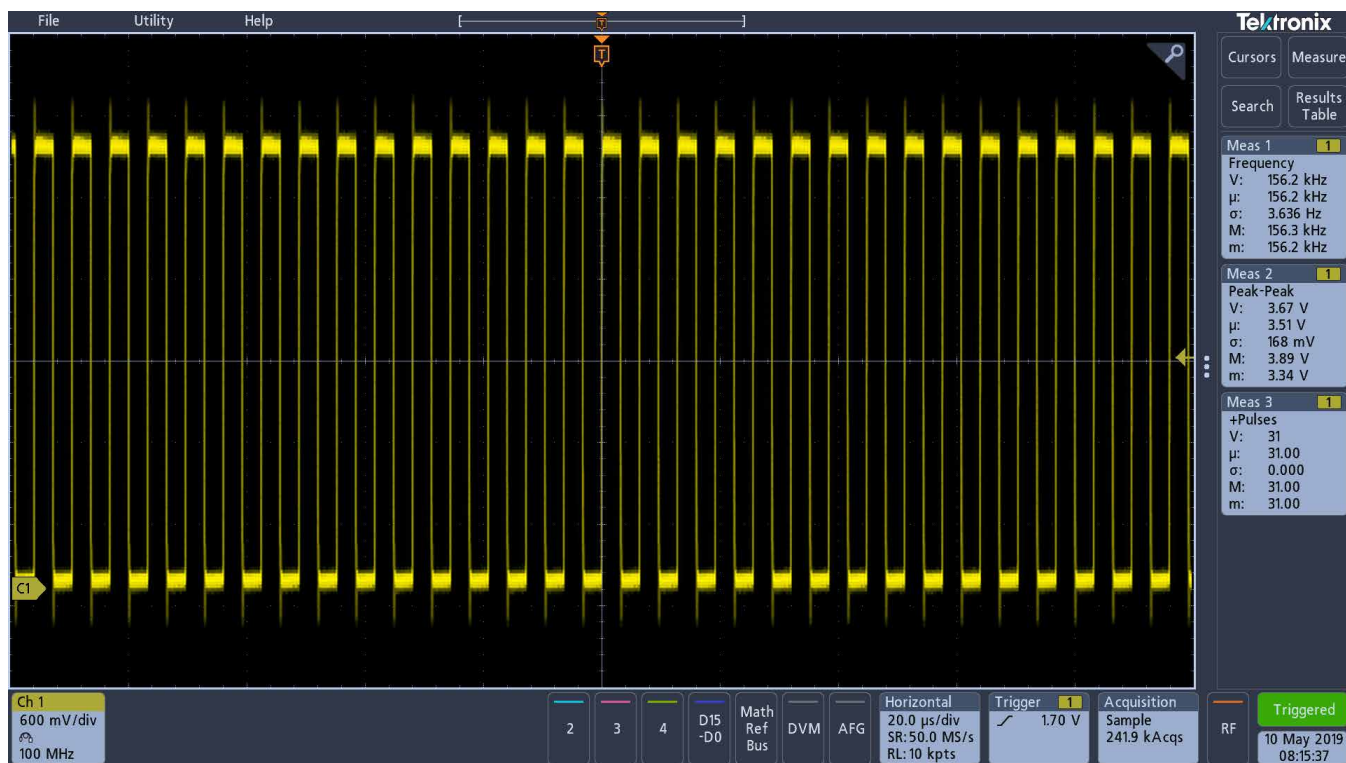 File Utility Help
[ T ]
Tektronix
T
Cursors Measure
Search Results Table
Meas 1 1
Frequency
V: 156.2 kHz
μ: 156.2 kHz
σ: 3.636 Hz
M: 156.3 kHz
m: 156.2 kHz
Meas 2 1
Peak-Peak
V: 3.67 V
μ: 3.51 V
σ: 168 mV
M: 3.89 V
m: 3.34 V
Meas 3 1
+Pulses
V: 31
μ: 31.00
σ: 0.000
M: 31.00
m: 31.00
C1
Ch 1
600 mV/div
100 MHz
2
3
4
D15
-D0
Math
Ref
Bus
DVM
AFG
Horizontal
20.0 μs/div
SR:50.0 MS/s
RL:10 kpts
Trigger 1
1.70 V
Acquisition
Sample
241.9 kAcqs
RF
Triggered
10 May 2019
08:15:37